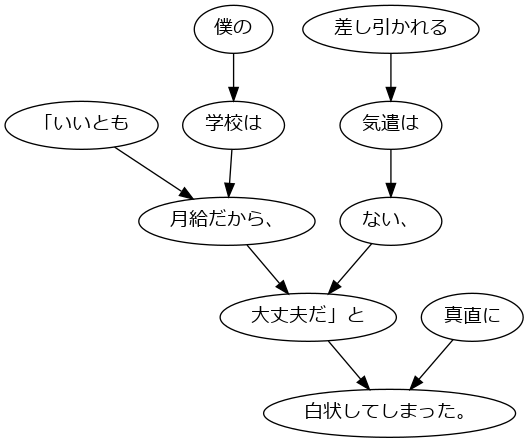 僕の
差し引かれる
「いいとも
学校は
気遣は
月給だから、
ない、
大丈夫だ」と
真直に
白状してしまった。